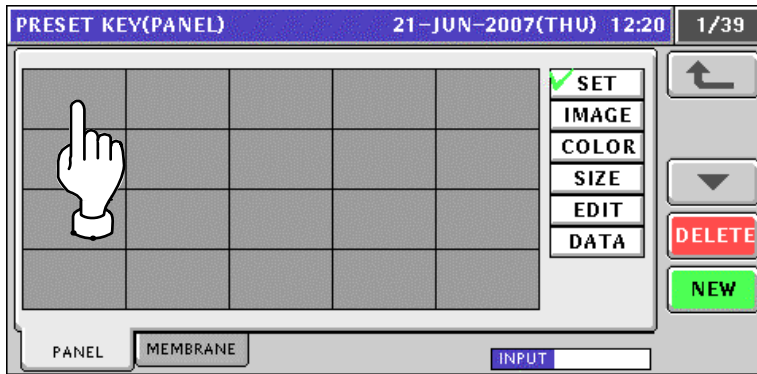 PRESET KEY(PANEL) 21-JUN-2007(THU) 12:20 1/39
SET
IMAGE
COLOR
SIZE
EDIT
DATA
DELETE
NEW
PANEL MEMBRANE
INPUT